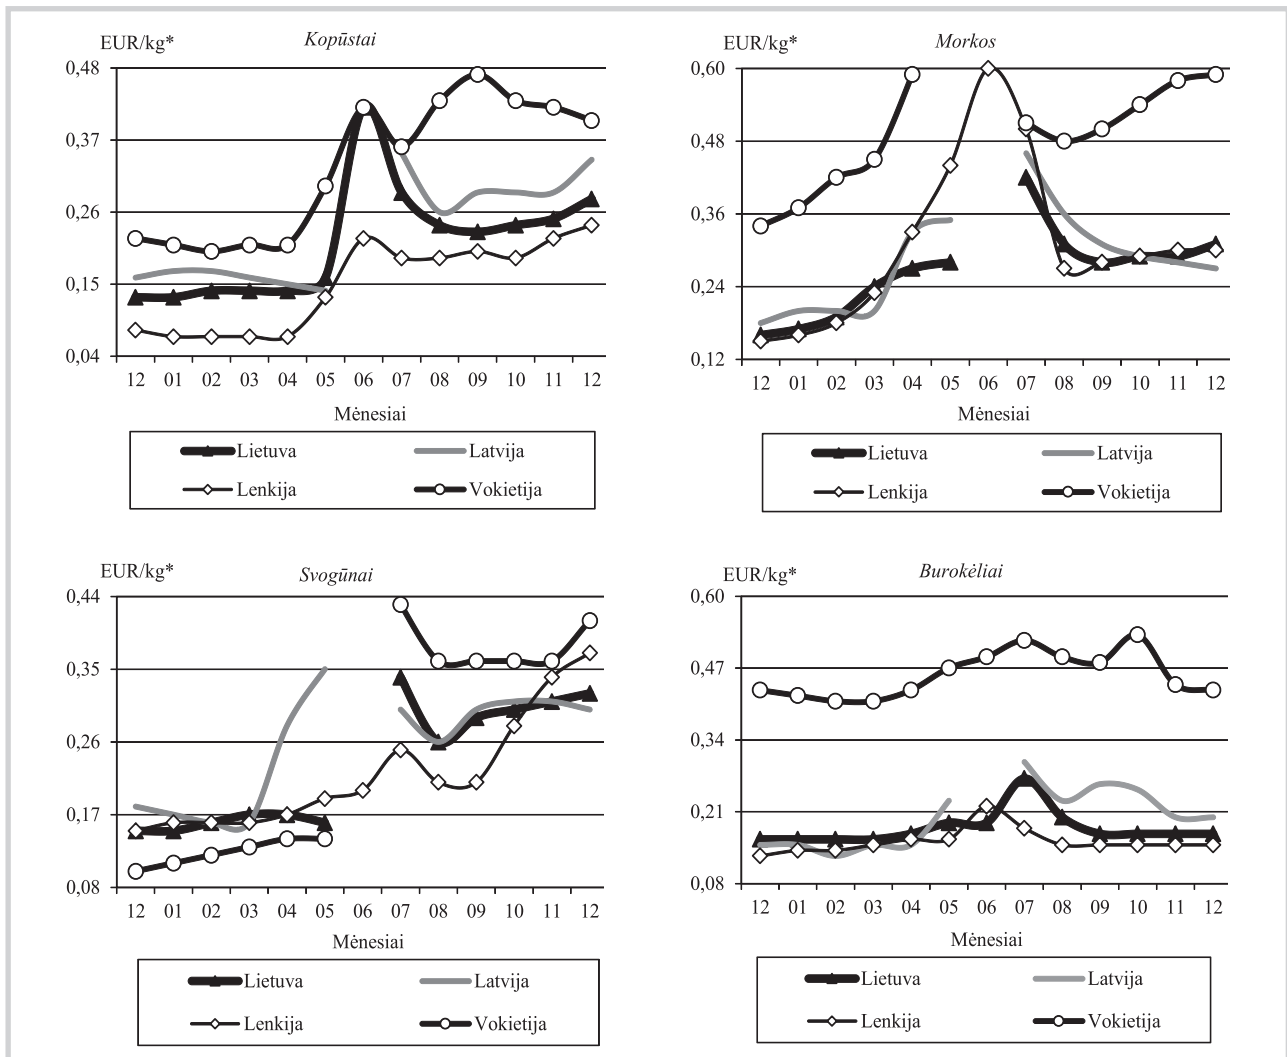 EUR/kg*
Kopūstai
0,48
0,37
0,26
0,15
0,04
12 01 02 03 04 05 06 07 08 09 10 11 12
Mėnesiai
Lietuva Latvija
Lenkija Vokietija
EUR/kg*
Morkos
0,60
0,48
0,36
0,24
0,12
12 01 02 03 04 05 06 07 08 09 10 11 12
Mėnesiai
Lietuva Latvija
Lenkija Vokietija
EUR/kg*
Svogūnai
0,44
0,35
0,26
0,17
0,08
12 01 02 03 04 05 06 07 08 09 10 11 12
Mėnesiai
Lietuva Latvija
Lenkija Vokietija
EUR/kg*
Burokėliai
0,60
0,47
0,34
0,21
0,08
12 01 02 03 04 05 06 07 08 09 10 11 12
Mėnesiai
Lietuva Latvija
Lenkija Vokietija